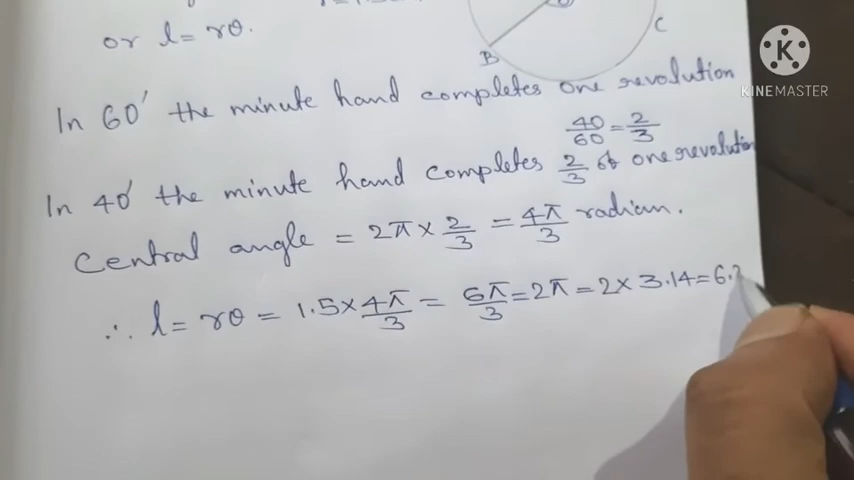 or l = rθ.
B
C
K
KINEMASTER
In 60' the minute hand completes one revolution
40/60 = 2/3
In 40' the minute hand completes 2/3 of one revolution
Central angle = 2π × 2/3 = 4π/3 radian.
∴ l = rθ = 1.5 × 4π/3 = 6π/3 = 2π = 2 × 3.14 = 6.2